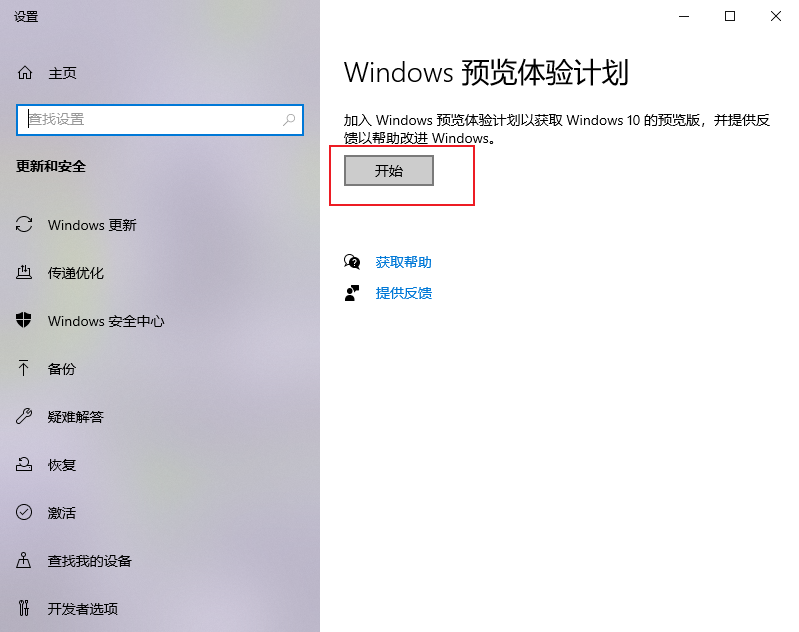 设置
主页
查找设置
更新和安全
Windows 更新
传递优化
Windows 安全中心
备份
疑难解答
恢复
激活
查找我的设备
开发者选项
Windows 预览体验计划
加入 Windows 预览体验计划以获取 Windows 10 的预览版，并提供反
馈以帮助改进 Windows。
开始
获取帮助
提供反馈